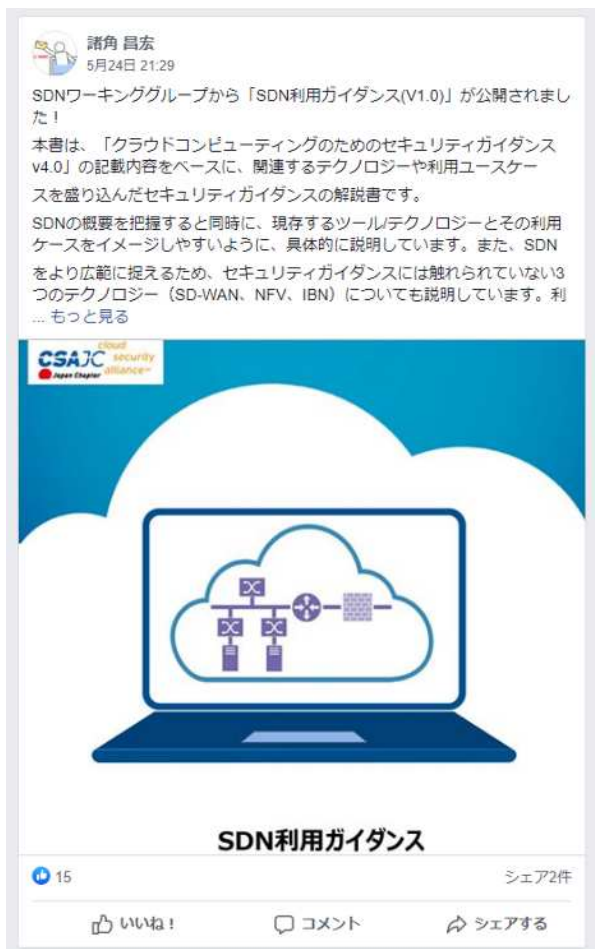 諸角 昌宏
5月24日 21:29
SDNワーキンググループから「SDN利用ガイダンス(V1.0)」が公開されまし
た！
本書は、「クラウドコンピューティングのためのセキュリティガイダンス
v4.0」の記載内容をベースに、関連するテクノロジーや利用ユースケー
スを盛り込んだセキュリティガイダンスの解説書です。
SDNの概要を把握すると同時に、現存するツール/テクノロジーとその利用
ケースをイメージしやすいように、具体的に説明しています。また、SDN
をより広範に捉えるため、セキュリティガイダンスには触れられていない3
つのテクノロジー（SD-WAN、NFV、IBN）についても説明しています。利
... もっと見る
CSAJC cloud security alliance
Japan Chapter
SDN利用ガイダンス
15
シェア2件
いいね！ コメント シェアする